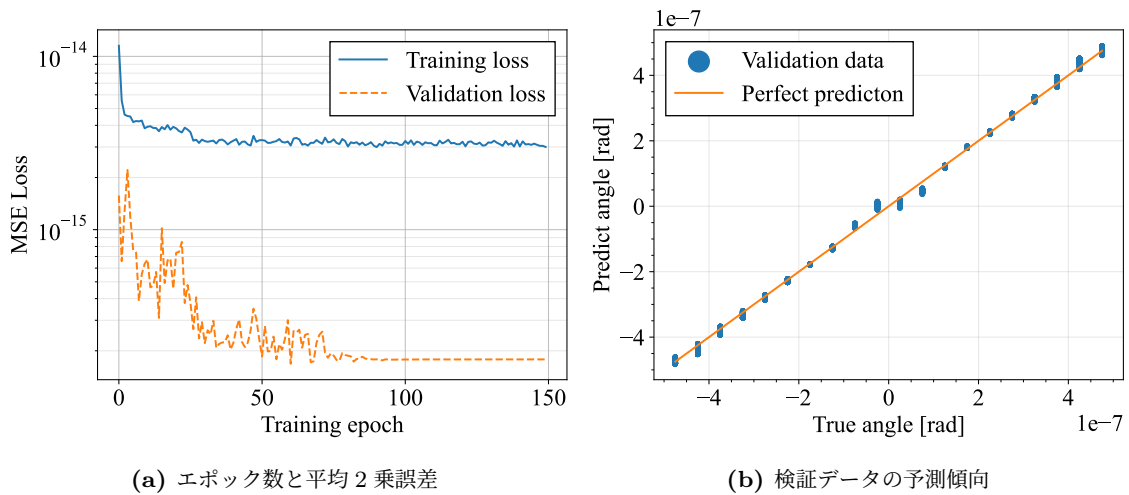 10⁻¹⁴
10⁻¹⁵
MSE Loss
Training loss
Validation loss
0
50
100
150
Training epoch
(a) エポック数と平均 2 乗誤差
1e−7
4
2
0
−2
−4
Predict angle [rad]
Validation data
Perfect predicton
−4
−2
0
2
4
True angle [rad]
1e−7
(b) 検証データの予測傾向